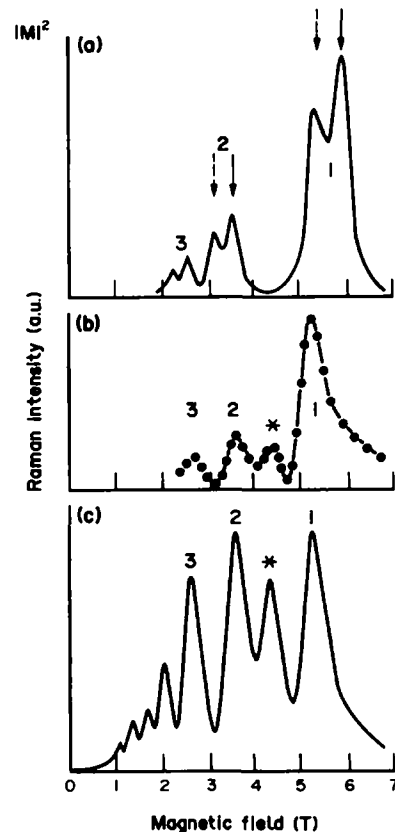 |M|²
(a)
2
3
1
(b)
3
2
*
1
(c)
3
2
*
1
Raman intensity (a.u.)
0 1 2 3 4 5 6 7
Magnetic field (T)